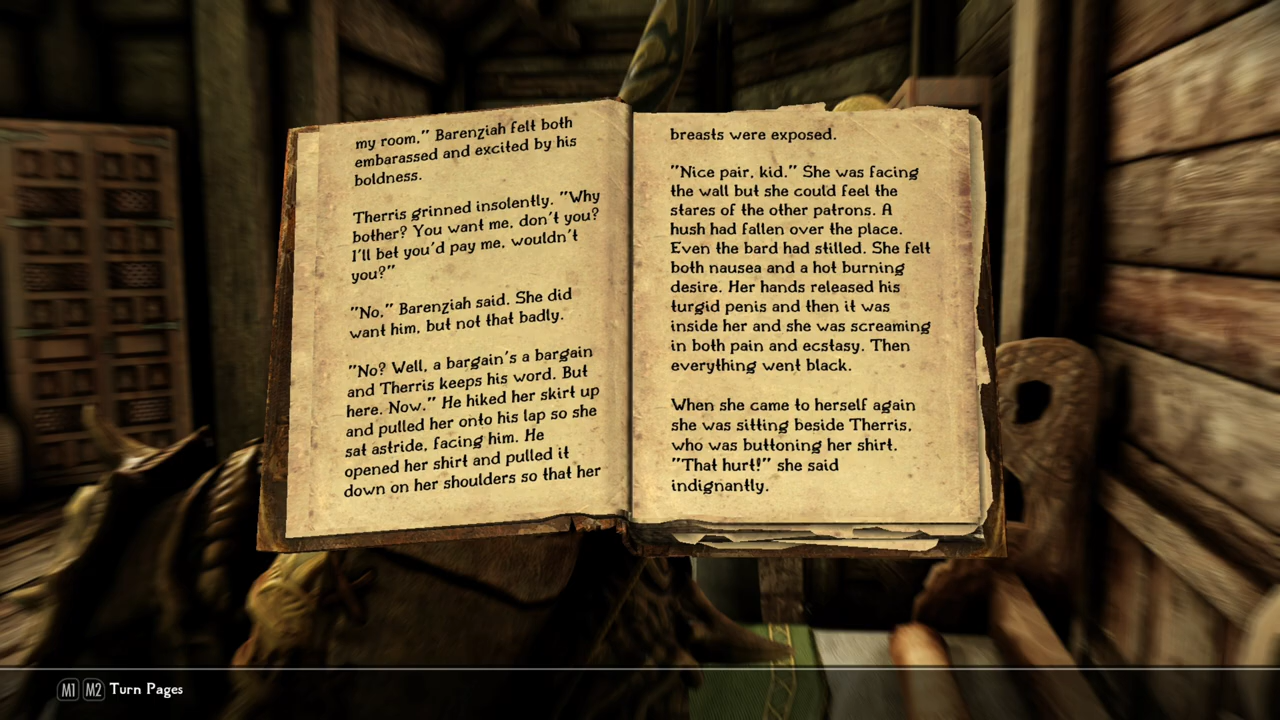 my room," Barenziah felt both
embarassed and excited by his
boldness.
Therris grinned insolently. "Why
bother? You want me, don't you?
I'll bet you'd pay me, wouldn't
you?"
"No," Barenziah said. She did
want him, but not that badly.
"No? Well, a bargain's a bargain
and Therris keeps his word. But
here. Now." He hiked her skirt up
and pulled her onto his lap so she
sat astride, facing him. He
opened her shirt and pulled it
down on her shoulders so that her
breasts were exposed.
"Nice pair, kid." She was facing
the wall but she could feel the
stares of the other patrons. A
hush had fallen over the place.
Even the bard had stilled. She felt
both nausea and a hot burning
desire. Her hands released his
turgid penis and then it was
inside her and she was screaming
in both pain and ecstasy. Then
everything went black.
When she came to herself again
she was sitting beside Therris,
who was buttoning her shirt.
"That hurt!" she said
indignantly.
M1 M2 Turn Pages